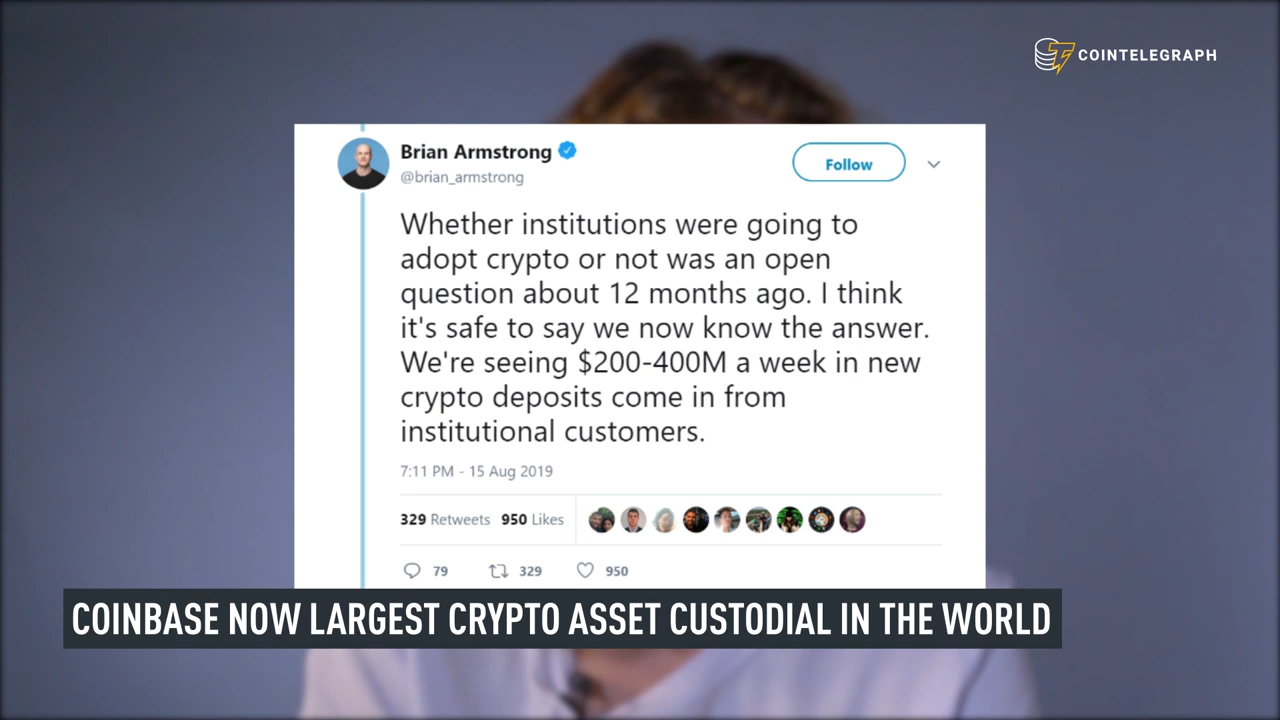 COINTELEGRAPH
Brian Armstrong
@brian_armstrong
Follow
Whether institutions were going to
adopt crypto or not was an open
question about 12 months ago. I think
it's safe to say we now know the answer.
We're seeing $200-400M a week in new
crypto deposits come in from
institutional customers.
7:11 PM - 15 Aug 2019
329 Retweets 950 Likes
79 329 950
COINBASE NOW LARGEST CRYPTO ASSET CUSTODIAL IN THE WORLD